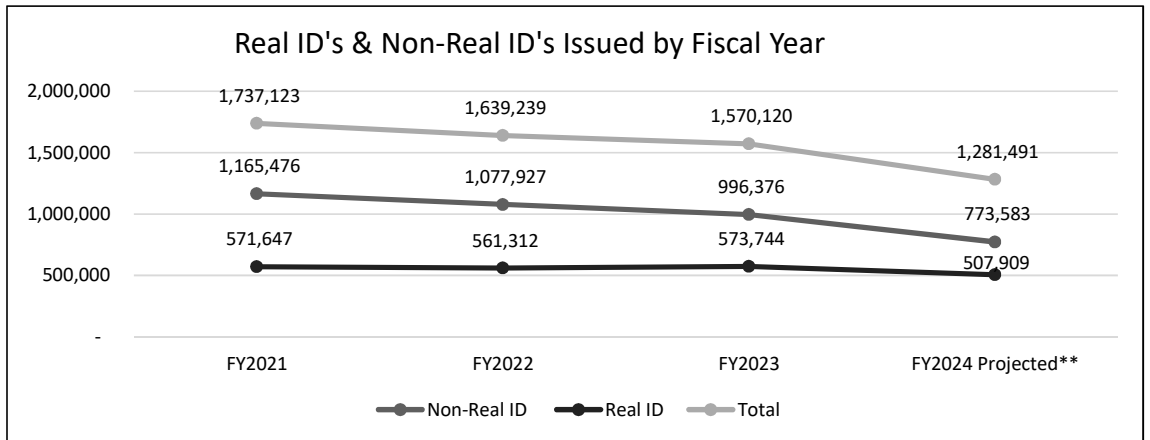 Real ID's & Non-Real ID's Issued by Fiscal Year
2,000,000
1,737,123 1,639,239 1,570,120
1,500,000
1,281,491
1,165,476 1,077,927 996,376
1,000,000
773,583
571,647 561,312 573,744
500,000
507,909
-
FY2021 FY2022 FY2023 FY2024 Projected**
Non-Real ID Real ID Total